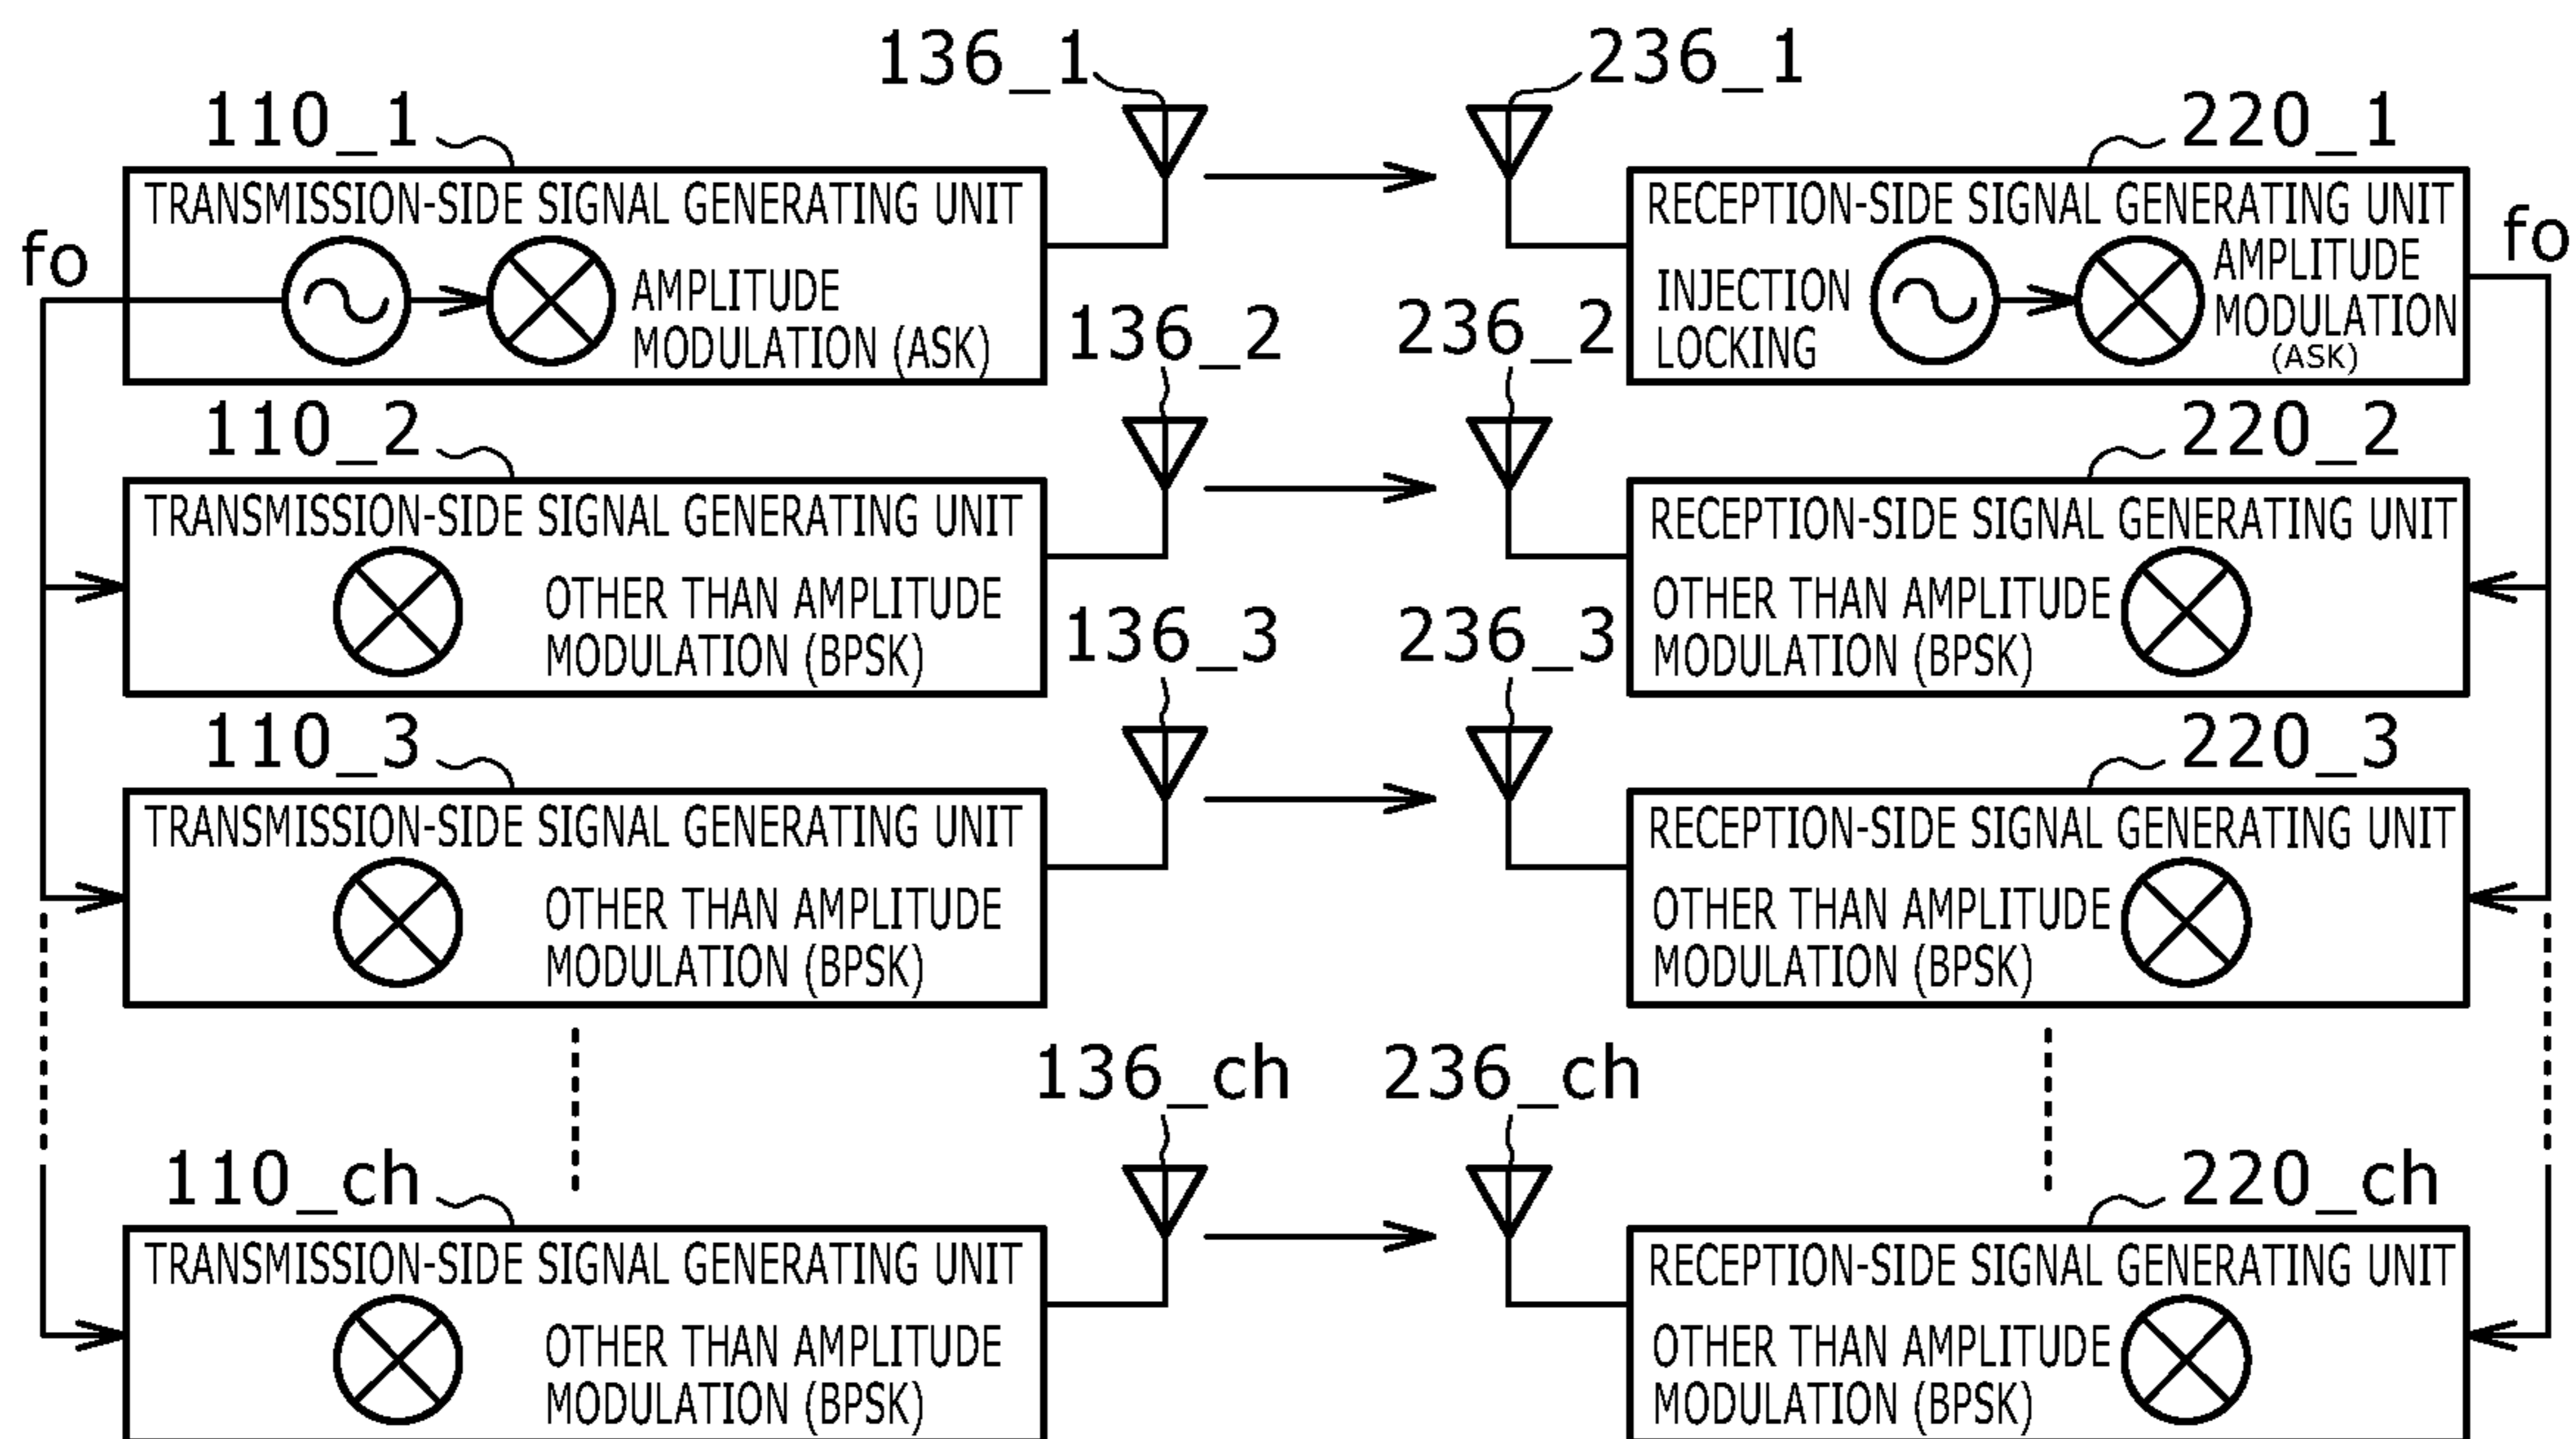 136_1
236_1
110_1
220_1
TRANSMISSION-SIDE SIGNAL GENERATING UNIT
RECEPTION-SIDE SIGNAL GENERATING UNIT
fo
fo
AMPLITUDE
MODULATION (ASK)
INJECTION
LOCKING
AMPLITUDE
MODULATION
(ASK)
136_2
236_2
110_2
220_2
TRANSMISSION-SIDE SIGNAL GENERATING UNIT
RECEPTION-SIDE SIGNAL GENERATING UNIT
OTHER THAN AMPLITUDE
MODULATION (BPSK)
OTHER THAN AMPLITUDE
MODULATION (BPSK)
136_3
236_3
110_3
220_3
TRANSMISSION-SIDE SIGNAL GENERATING UNIT
RECEPTION-SIDE SIGNAL GENERATING UNIT
OTHER THAN AMPLITUDE
MODULATION (BPSK)
OTHER THAN AMPLITUDE
MODULATION (BPSK)
136_ch
236_ch
110_ch
220_ch
TRANSMISSION-SIDE SIGNAL GENERATING UNIT
RECEPTION-SIDE SIGNAL GENERATING UNIT
OTHER THAN AMPLITUDE
MODULATION (BPSK)
OTHER THAN AMPLITUDE
MODULATION (BPSK)